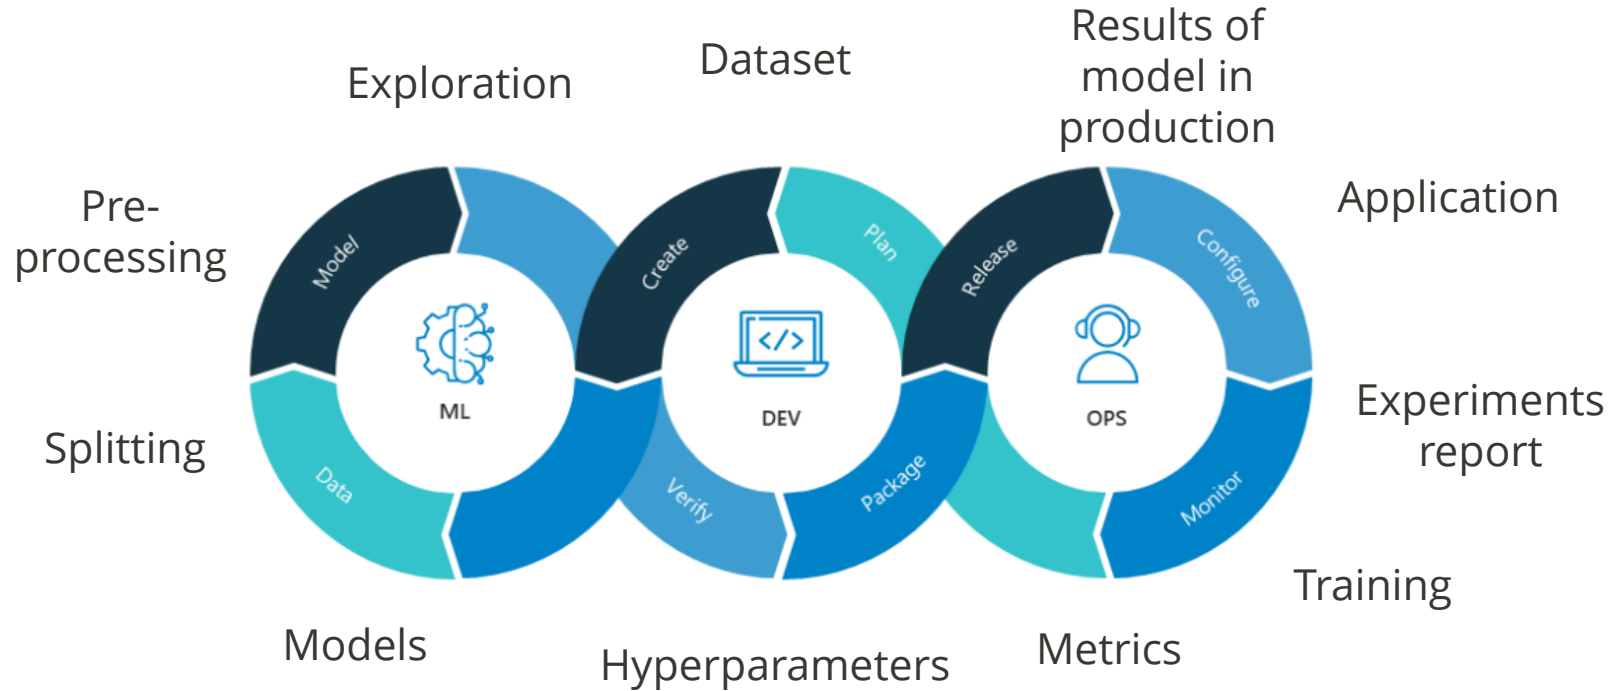 Results of
model in
production
Dataset
Exploration
Pre-
processing
Application
Model
Create
Plan
Release
Configure
ML
DEV
OPS
Experiments
report
Splitting
Data
Verify
Package
Monitor
Training
Models
Hyperparameters
Metrics